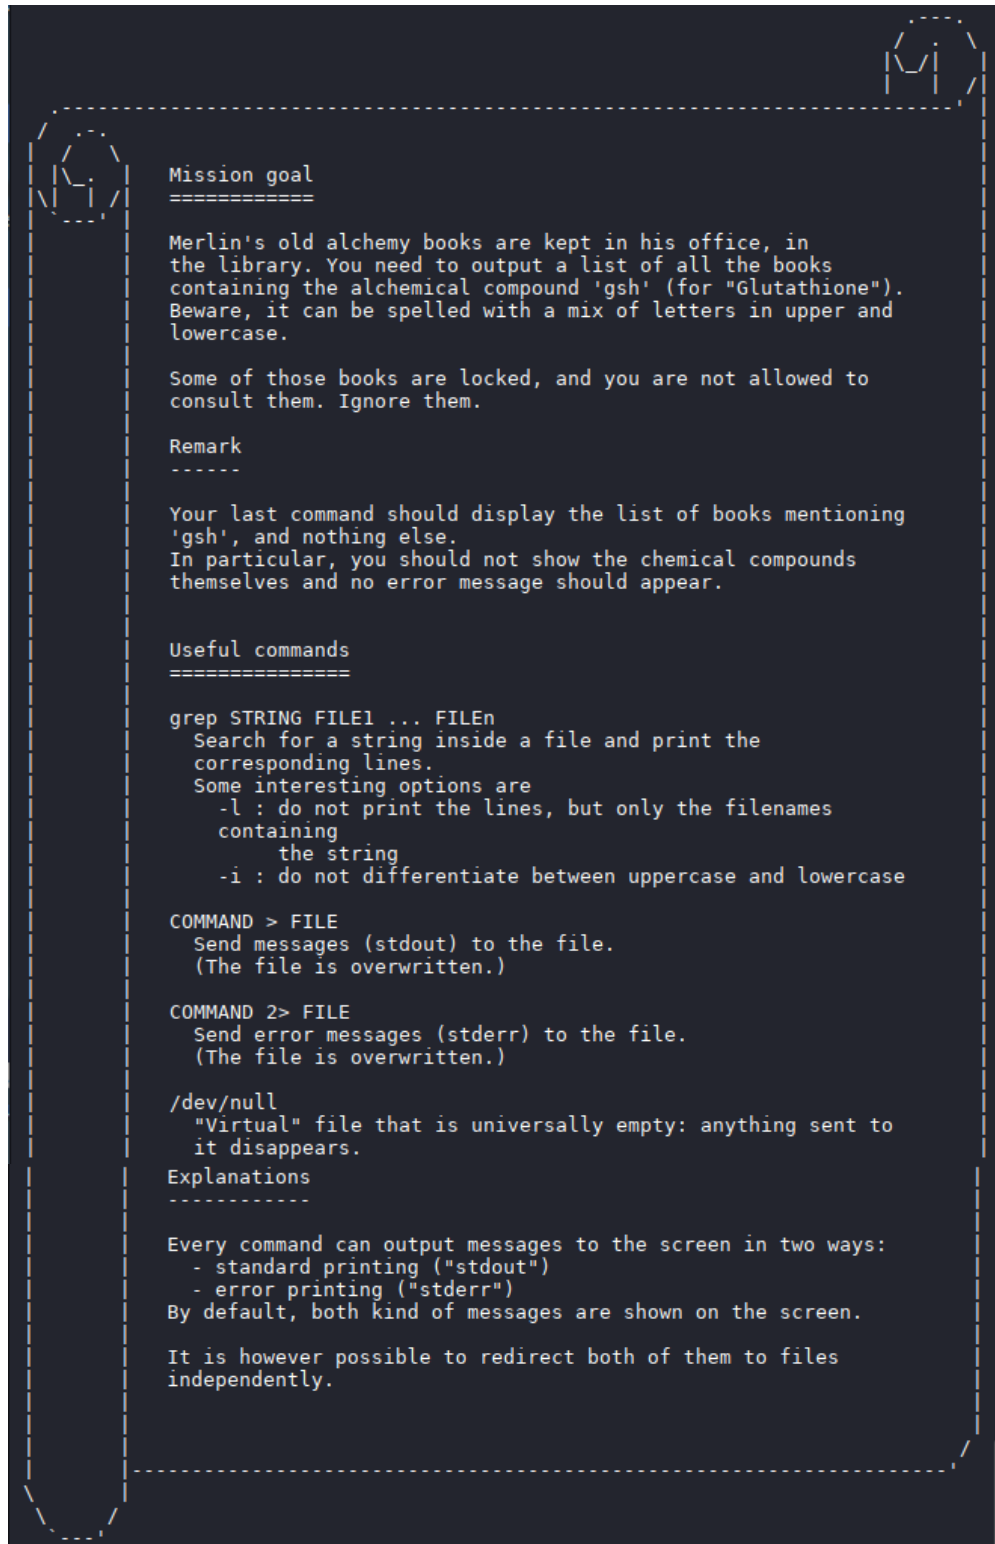 Mission goal
============
Merlin's old alchemy books are kept in his office, in
the library. You need to output a list of all the books
containing the alchemical compound 'gsh' (for "Glutathione").
Beware, it can be spelled with a mix of letters in upper and
lowercase.
Some of those books are locked, and you are not allowed to
consult them. Ignore them.
Remark
------
Your last command should display the list of books mentioning
'gsh', and nothing else.
In particular, you should not show the chemical compounds
themselves and no error message should appear.
Useful commands
===============
grep STRING FILE1 ... FILEn
Search for a string inside a file and print the
corresponding lines.
Some interesting options are
-l : do not print the lines, but only the filenames
containing
the string
-i : do not differentiate between uppercase and lowercase
COMMAND > FILE
Send messages (stdout) to the file.
(The file is overwritten.)
COMMAND 2> FILE
Send error messages (stderr) to the file.
(The file is overwritten.)
/dev/null
"Virtual" file that is universally empty: anything sent to
it disappears.
Explanations
------------
Every command can output messages to the screen in two ways:
- standard printing ("stdout")
- error printing ("stderr")
By default, both kind of messages are shown on the screen.
It is however possible to redirect both of them to files
independently.